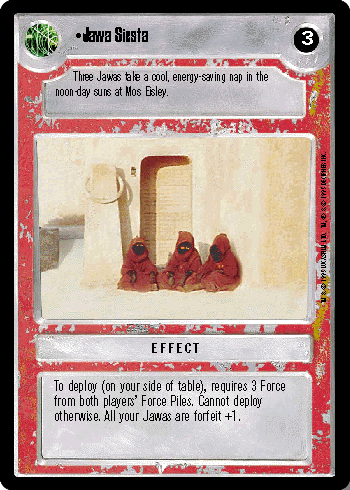 •Jawa Siesta
3
Three Jawas take a cool, energy-saving nap in the
noon-day suns at Mos Eisley.
EFFECT
To deploy (on your side of table), requires 3 Force
from both players' Force Piles. Cannot deploy
otherwise. All your Jawas are forfeit +1.